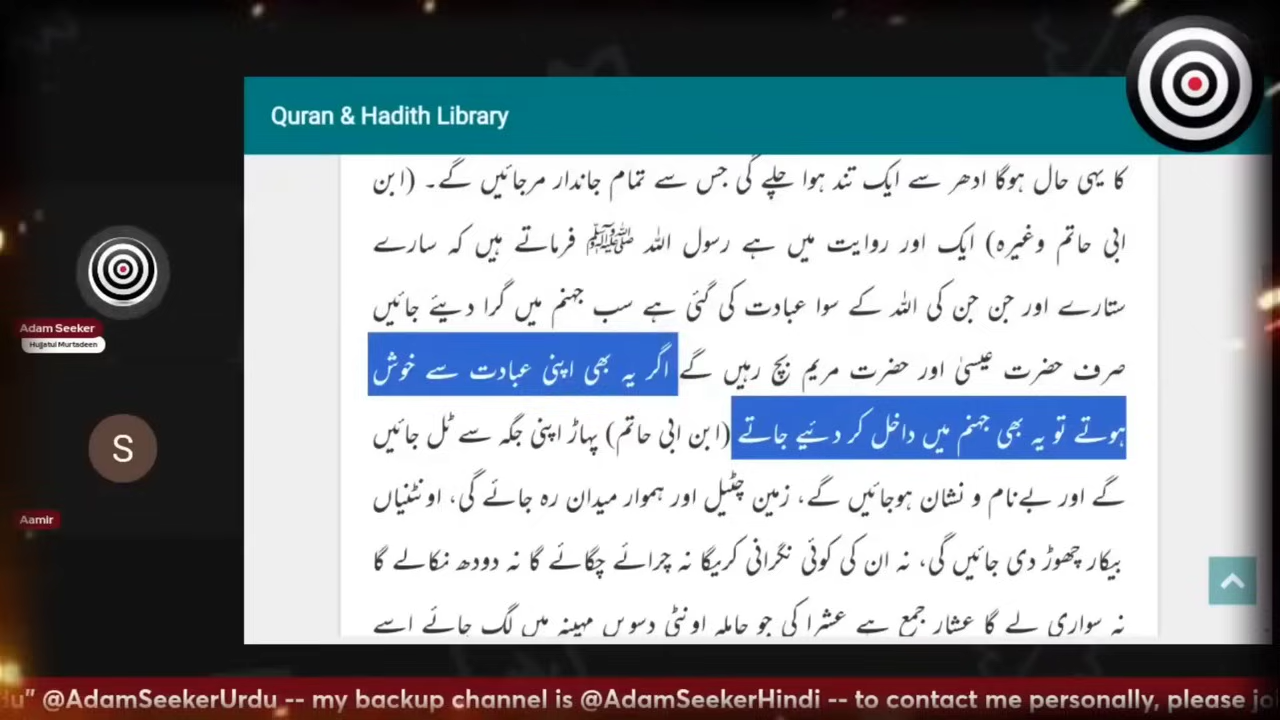 Quran & Hadith Library
کا یہی حال ہوگا ادھر سے ایک تند ہوا چلے گی جس سے تمام جاندار مرجائیں گے۔ (ابن
ابی حاتم وغیرہ) ایک اور روایت میں ہے رسول اللہ ﷺ فرماتے ہیں کہ سارے
ستارے اور جن جن کی اللہ کے سوا عبادت کی گئی ہے سب جہنم میں گرا دیئے جائیں
صرف حضرت عیسیٰ اور حضرت مریم بچ رہیں گے اگر یہ بھی اپنی عبادت سے خوش
ہوتے تو یہ بھی جہنم میں داخل کر دئیے جاتے (ابن ابی حاتم) پہاڑ اپنی جگہ سے ٹل جائیں
گے اور بےنام و نشان ہوجائیں گے، زمین چٹیل اور ہموار میدان رہ جائے گی، اونٹنیاں
بیکار چھوڑ دی جائیں گی، نہ ان کی کوئی نگرانی کریگا نہ چرائے چگائے گا نہ دودھ نکالے گا
نہ سواری لے گا عشار جمع ہے عشرا کی جو حاملہ اونٹی دسویں مہینہ میں لگ جائے اسے
Adam Seeker
Hujjatul Murtadeen
S
Aamir
du" @AdamSeekerUrdu -- my backup channel is @AdamSeekerHindi -- to contact me personally, please jo